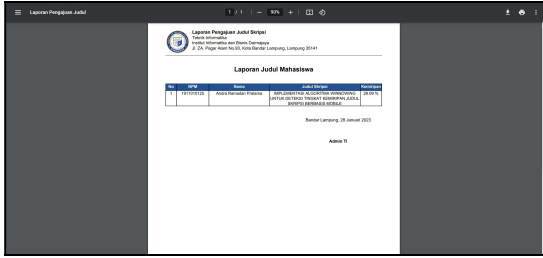 Laporan Pengajuan Judul
1 / 1
90%
Laporan Pengajuan Judul Skripsi
Teknik Informatika
Institut Informatika dan Bisnis Darmajaya
Jl. ZA. Pagar Alam No.93, Kota Bandar Lampung, Lampung 35141
Laporan Judul Mahasiswa
No NPM Nama Judul Skripsi Kemiripan
1 1911010125 Andra Ramadan Pratama IMPLEMENTASI ALGORITMA WINNOWING 29.09 %
UNTUK DETEKSI TINGKAT KEMIRIPAN JUDUL
SKRIPSI BERBASIS MOBILE
Bandar Lampung, 28 Januari 2023
Admin TI